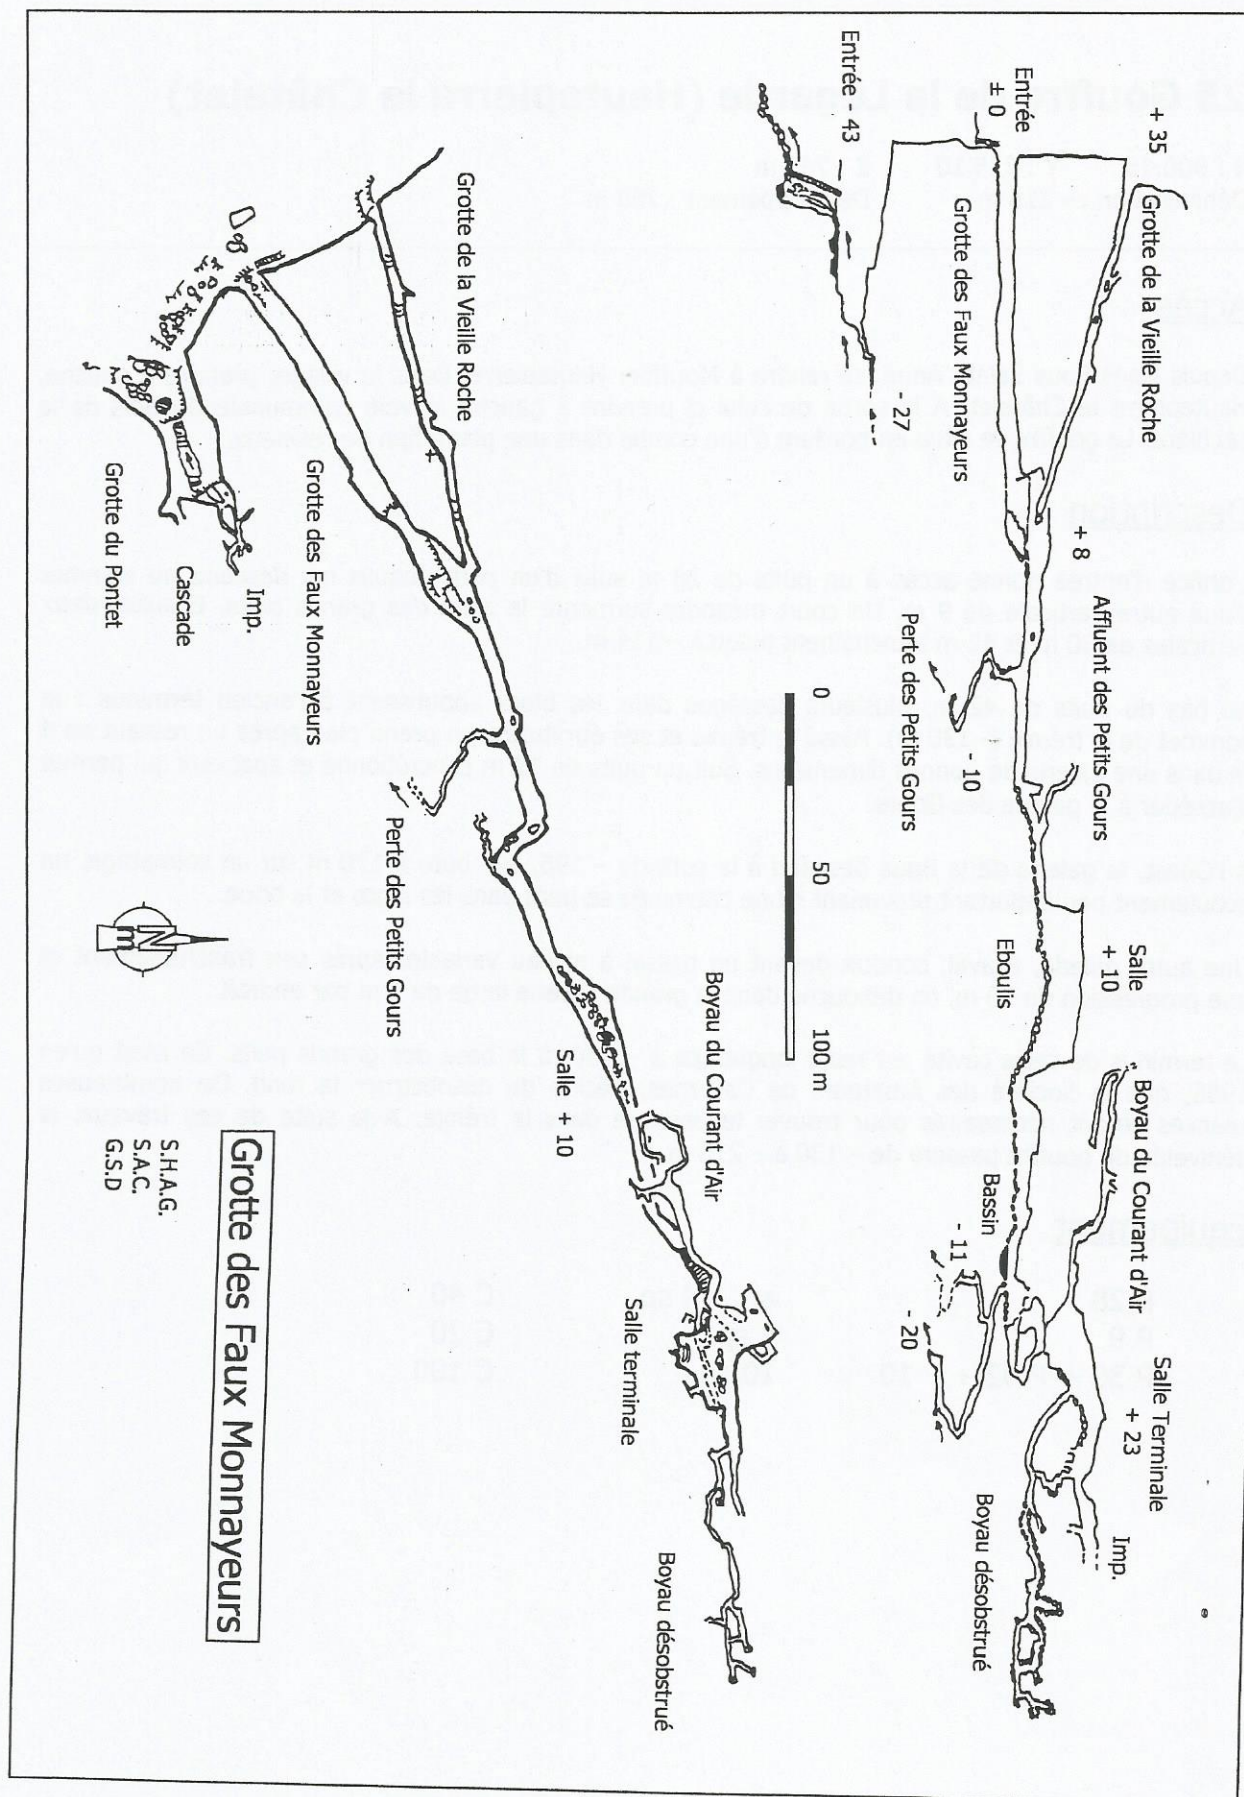 + 35
Grotte de la Vieille Roche
Entrée
± 0
Grotte des Faux Monnayeurs
+ 8
Affluent des Petits Gours
Salle
+ 10
Boyau du Courant d'Air
Salle Terminale
+ 23
Imp.
Entrée - 43
- 27
Perte des Petits Gours
- 10
Eboulis
Bassin
- 11
- 20
Boyau désobstrué
0
50
100 m
Grotte de la Vieille Roche
Grotte des Faux Monnayeurs
Imp.
Cascade
Grotte du Pontet
Perte des Petits Gours
Boyau du Courant d'Air
Salle + 10
Salle terminale
Boyau désobstrué
N
m
S.H.A.G.
S.A.C.
G.S.D
Grotte des Faux Monnayeurs